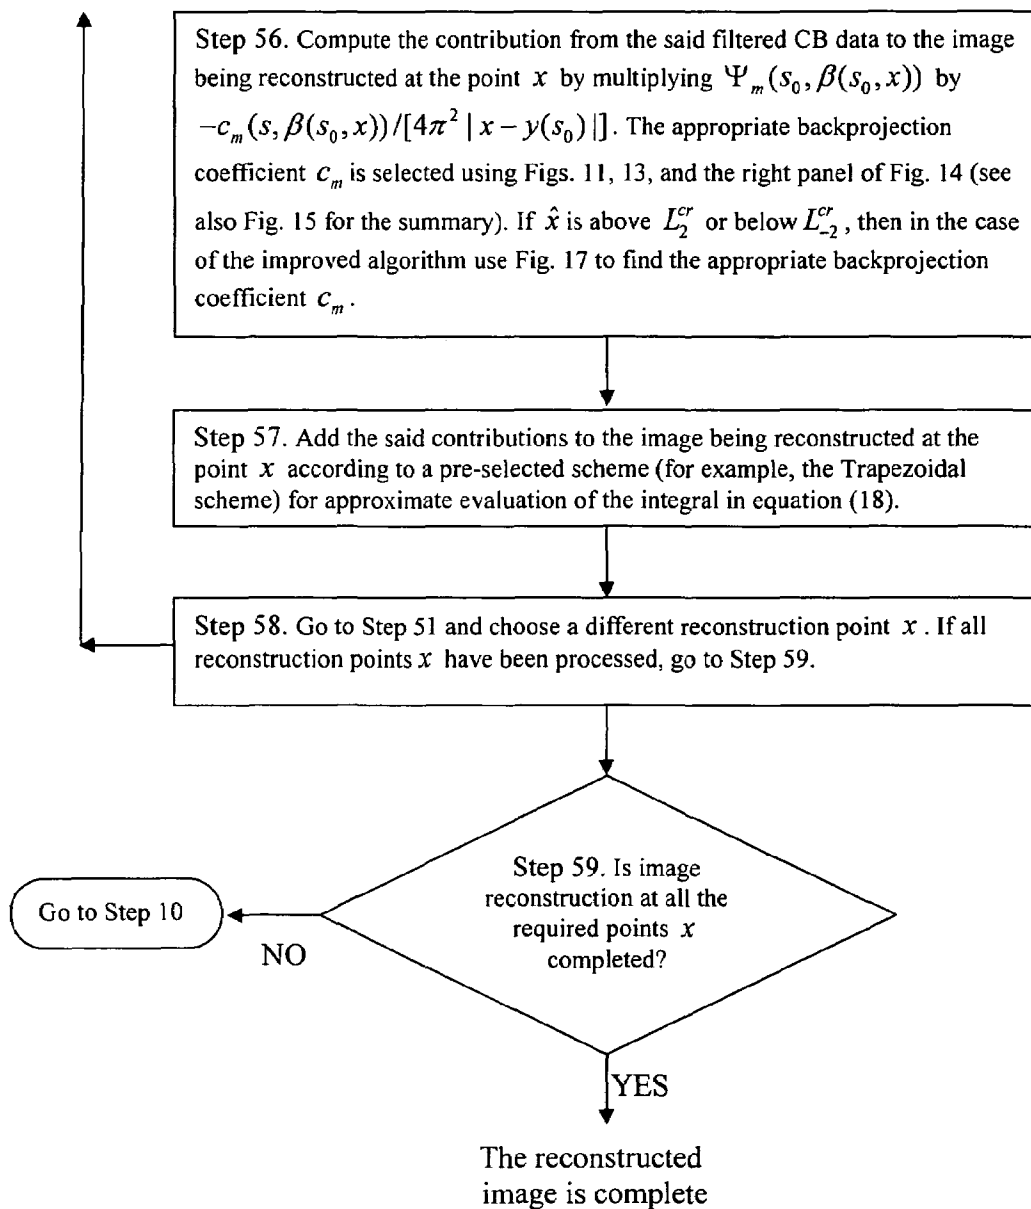 Step 56. Compute the contribution from the said filtered CB data to the image
being reconstructed at the point x by multiplying Ψ_m(s_0, β(s_0, x)) by
−c_m(s, β(s_0, x))/[4π² | x − y(s_0) |]. The appropriate backprojection
coefficient c_m is selected using Figs. 11, 13, and the right panel of Fig. 14 (see
also Fig. 15 for the summary). If x̂ is above L_2^{cr} or below L_{-2}^{cr}, then in the case
of the improved algorithm use Fig. 17 to find the appropriate backprojection
coefficient c_m.
Step 57. Add the said contributions to the image being reconstructed at the
point x according to a pre-selected scheme (for example, the Trapezoidal
scheme) for approximate evaluation of the integral in equation (18).
Step 58. Go to Step 51 and choose a different reconstruction point x. If all
reconstruction points x have been processed, go to Step 59.
Step 59. Is image
reconstruction at all the
required points x
completed?
Go to Step 10
NO
YES
The reconstructed
image is complete